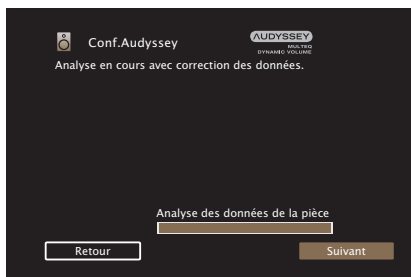 Conf.Audyssey
AUDYSSEY
MULTEQ
DYNAMIC VOLUME
Analyse en cours avec correction des données.
Analyse des données de la pièce
Retour
Suivant